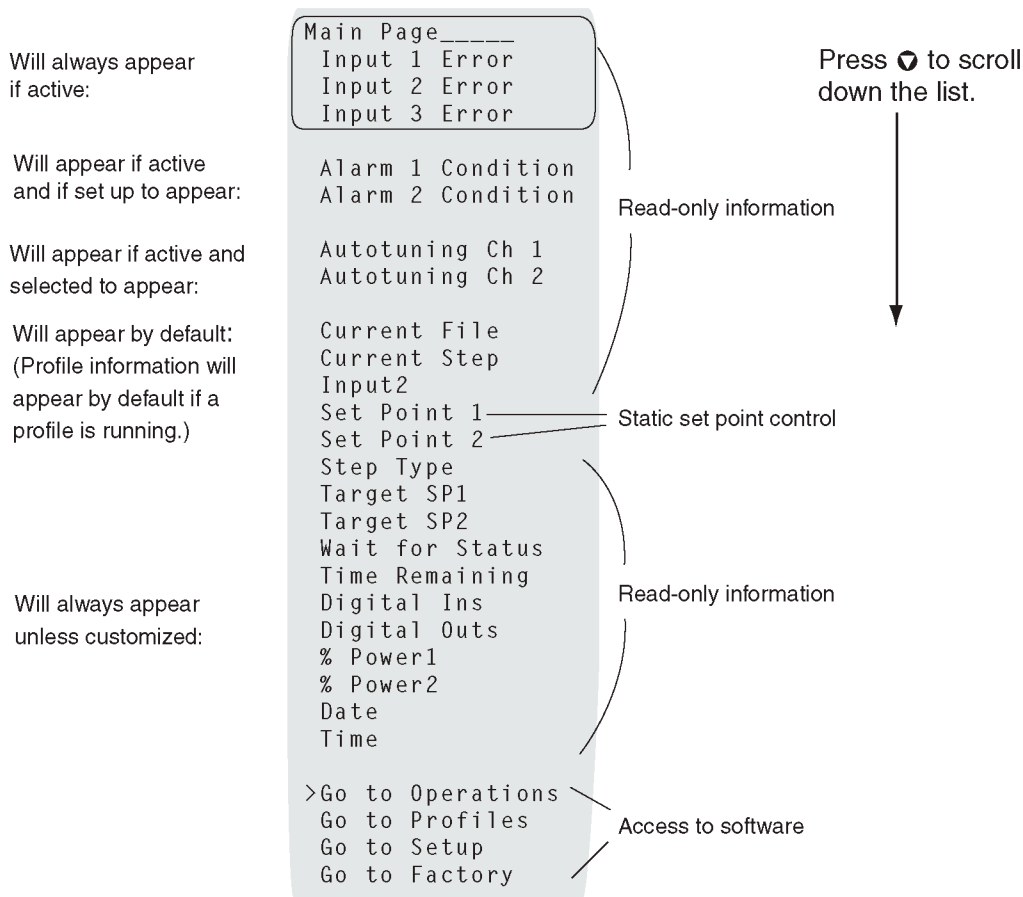 Will always appear
if active:
Will appear if active
and if set up to appear:
Will appear if active and
selected to appear:
Will appear by default:
(Profile information will
appear by default if a
profile is running.)
Will always appear
unless customized:
Main Page_____
Input 1 Error
Input 2 Error
Input 3 Error
Alarm 1 Condition
Alarm 2 Condition
Autotuning Ch 1
Autotuning Ch 2
Current File
Current Step
Input2
Set Point 1
Set Point 2
Step Type
Target SP1
Target SP2
Wait for Status
Time Remaining
Digital Ins
Digital Outs
% Power1
% Power2
Date
Time
>Go to Operations
Go to Profiles
Go to Setup
Go to Factory
Read-only information
Static set point control
Read-only information
Access to software
Press ▽ to scroll
down the list.